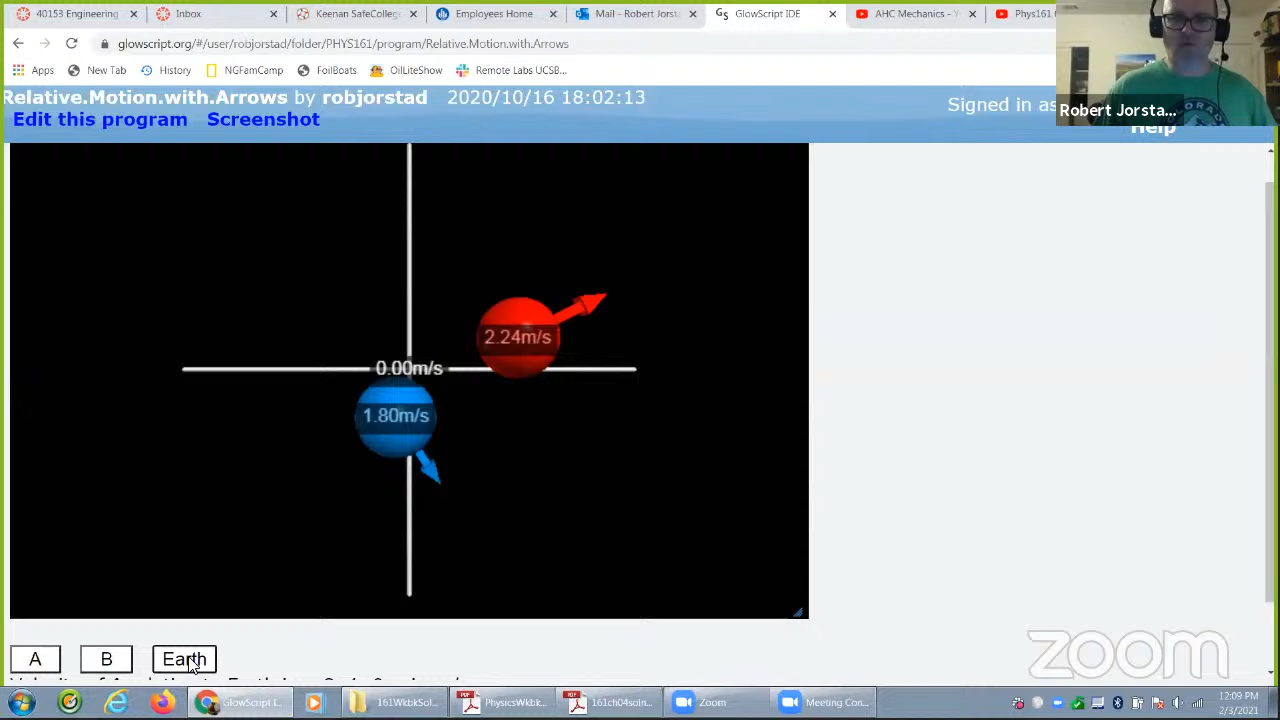 40153 Engineering
Inbox
Keenan SafeColleg
Employees Home
Mail - Robert Jorsta
GlowScript IDE
AHC Mechanics - Y
Phys161
glowscript.org/#/user/robjorstad/folder/PHYS161/program/Relative.Motion.with.Arrows
Apps
New Tab
History
NGFamCamp
FoilBoats
OilLiteShow
Remote Labs UCSB...
Relative.Motion.with.Arrows by robjorstad 2020/10/16 18:02:13
Signed in as
Edit this program Screenshot
Help
Robert Jorsta...
2.24m/s
0.00m/s
1.80m/s
A
B
Earth
zoom
GlowScript I...
161WkbkSol...
PhysicsWkbk...
161ch04soln...
Zoom
Meeting Con...
12:09 PM
2/3/2021